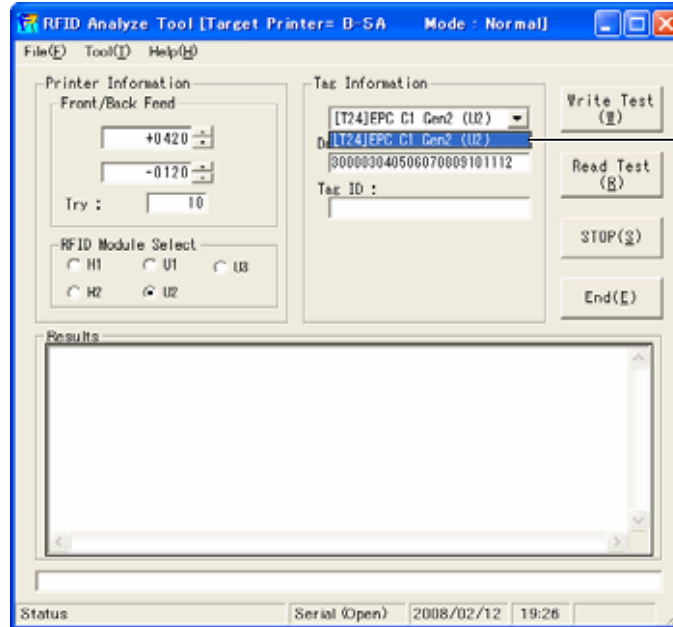 RFID Analyze Tool [Target Printer= B-SA Mode : Normal]
File(F) Tool(T) Help(H)
Printer Information
Front/Back Feed
+0420
-0120
Try : 10
RFID Module Select
H1 U1 U3
H2 U2
Tag Information
[T24]EPC C1 Gen2 (U2)
[T24]EPC C1 Gen2 (U2)
300003040506070809101112
Tag ID :
Write Test
(W)
Read Test
(R)
STOP(S)
End(E)
Results
Status Serial (Open) 2008/02/12 19:26